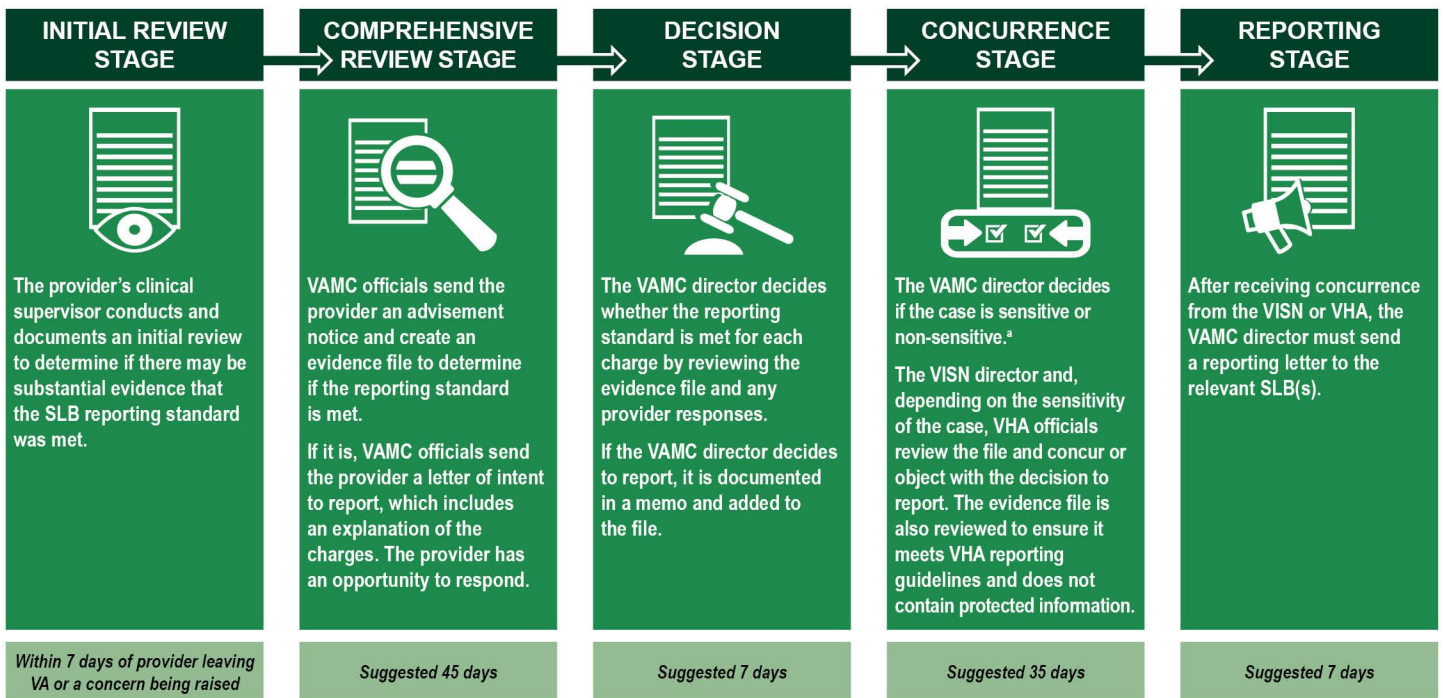 INITIAL REVIEW
STAGE
The provider’s clinical
supervisor conducts and
documents an initial review
to determine if there may be
substantial evidence that
the SLB reporting standard
was met.
Within 7 days of provider leaving
VA or a concern being raised
COMPREHENSIVE
REVIEW STAGE
VAMC officials send the
provider an advisement
notice and create an
evidence file to determine
if the reporting standard
is met.
If it is, VAMC officials send
the provider a letter of intent
to report, which includes
an explanation of the
charges. The provider has
an opportunity to respond.
Suggested 45 days
DECISION
STAGE
The VAMC director decides
whether the reporting
standard is met for each
charge by reviewing the
evidence file and any
provider responses.
If the VAMC director decides
to report, it is documented
in a memo and added to
the file.
Suggested 7 days
CONCURRENCE
STAGE
The VAMC director decides
if the case is sensitive or
non-sensitive.ª
The VISN director and,
depending on the sensitivity
of the case, VHA officials
review the file and concur or
object with the decision to
report. The evidence file is
also reviewed to ensure it
meets VHA reporting
guidelines and does not
contain protected information.
Suggested 35 days
REPORTING
STAGE
After receiving concurrence
from the VISN or VHA, the
VAMC director must send
a reporting letter to the
relevant SLB(s).
Suggested 7 days